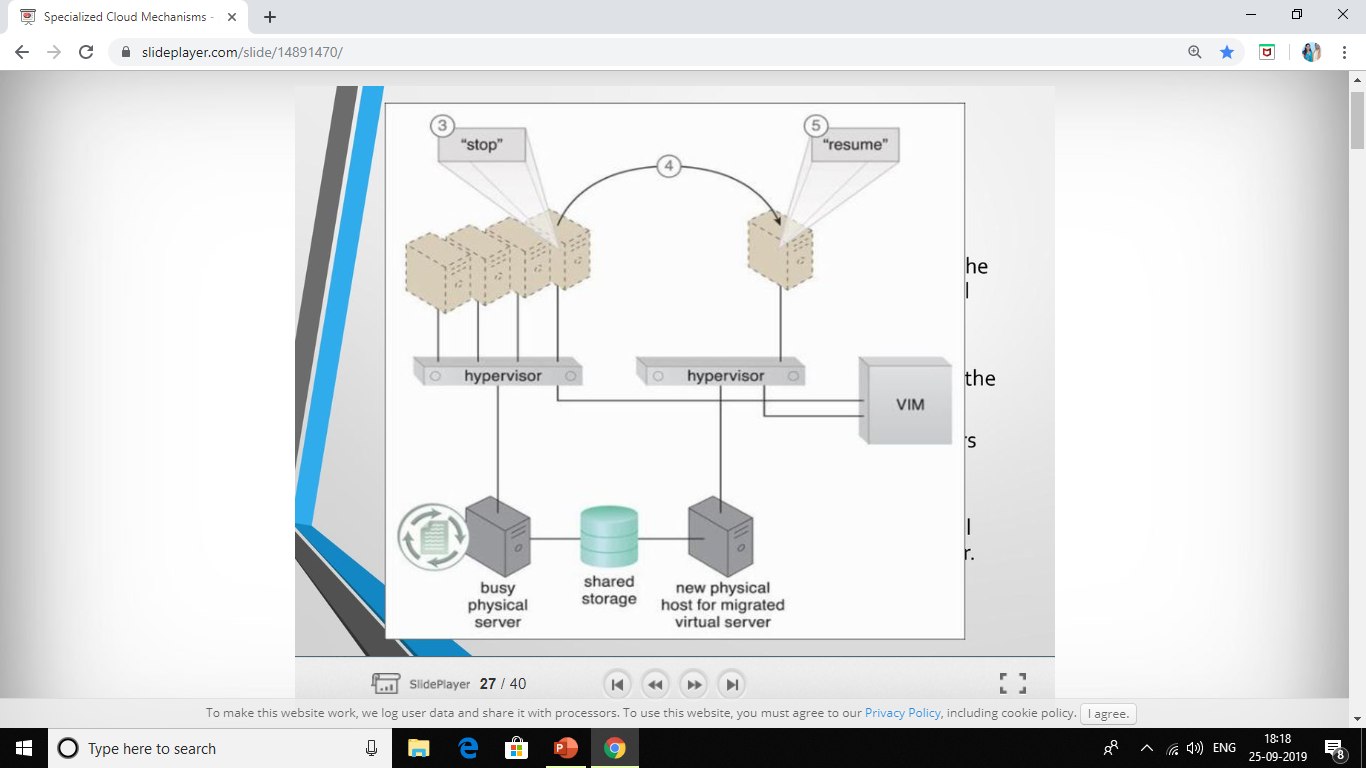 Specialized Cloud Mechanisms -
slideplayer.com/slide/14891470/
3
"stop"
4
5
"resume"
he
l
hypervisor
hypervisor
the
VIM
rs
l
r.
busy
physical
server
shared
storage
new physical
host for migrated
virtual server
SlidePlayer 27 / 40
To make this website work, we log user data and share it with processors. To use this website, you must agree to our Privacy Policy, including cookie policy. I agree.
Type here to search
ENG
18:18
25-09-2019
8